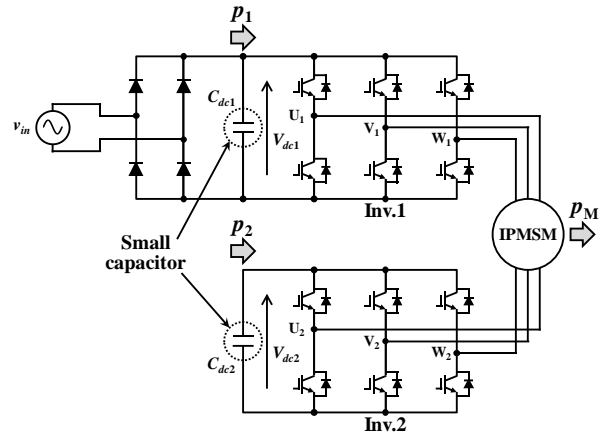 p1
Cdc1
vin
Vdc1
U1
V1
W1
Inv.1
pM
IPMSM
Small
capacitor
p2
Cdc2
Vdc2
U2
V2
W2
Inv.2